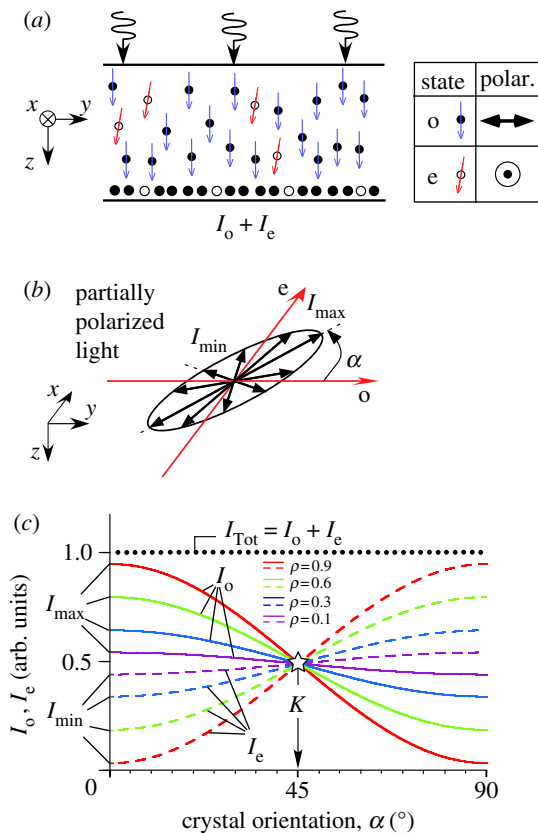 (a)
x
y
z
state polar.
o
e
I_o + I_e
(b)
partially
polarized
light
e
I_max
I_min
α
o
x
y
z
(c)
I_Tot = I_o + I_e
1.0
I_o
ρ=0.9
ρ=0.6
ρ=0.3
ρ=0.1
I_max
0.5
I_o, I_e (arb. units)
K
I_min
I_e
0
45
90
crystal orientation, α (°)